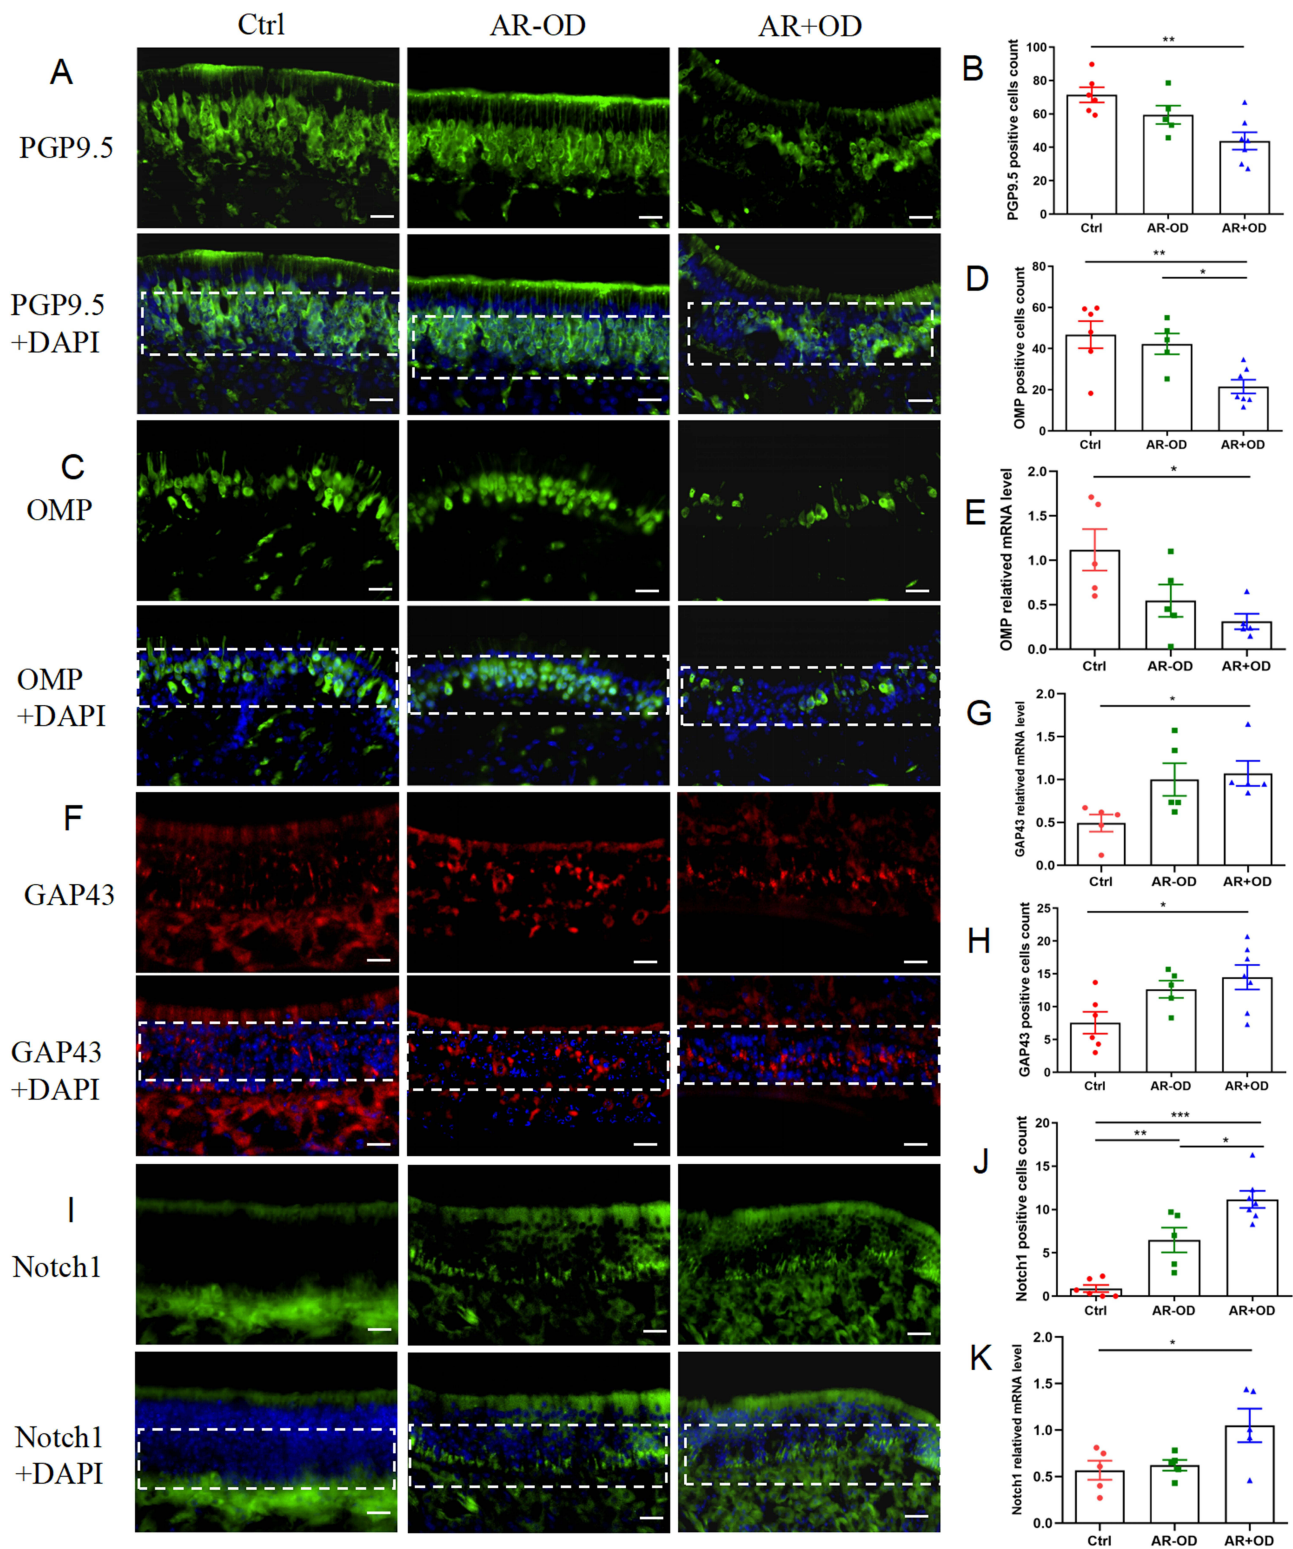 Ctrl AR-OD AR+OD
A
PGP9.5
PGP9.5
+DAPI
C
OMP
OMP
+DAPI
F
GAP43
GAP43
+DAPI
I
Notch1
Notch1
+DAPI
B
PGP9.5 positive cells count
100
80
60
40
20
0
**
Ctrl AR-OD AR+OD
D
OMP positive cells count
80
60
40
20
0
**
*
Ctrl AR-OD AR+OD
E
OMP relatived mRNA level
2.0
1.5
1.0
0.5
0.0
*
Ctrl AR-OD AR+OD
G
GAP43 relatived mRNA level
2.0
1.5
1.0
0.5
0.0
*
Ctrl AR-OD AR+OD
H
GAP43 positive cells count
25
20
15
10
5
0
*
Ctrl AR-OD AR+OD
J
Notch1 positive cells count
20
15
10
5
0
***
**
*
Ctrl AR-OD AR+OD
K
Notch1 relatived mRNA level
2.0
1.5
1.0
0.5
0.0
*
Ctrl AR-OD AR+OD